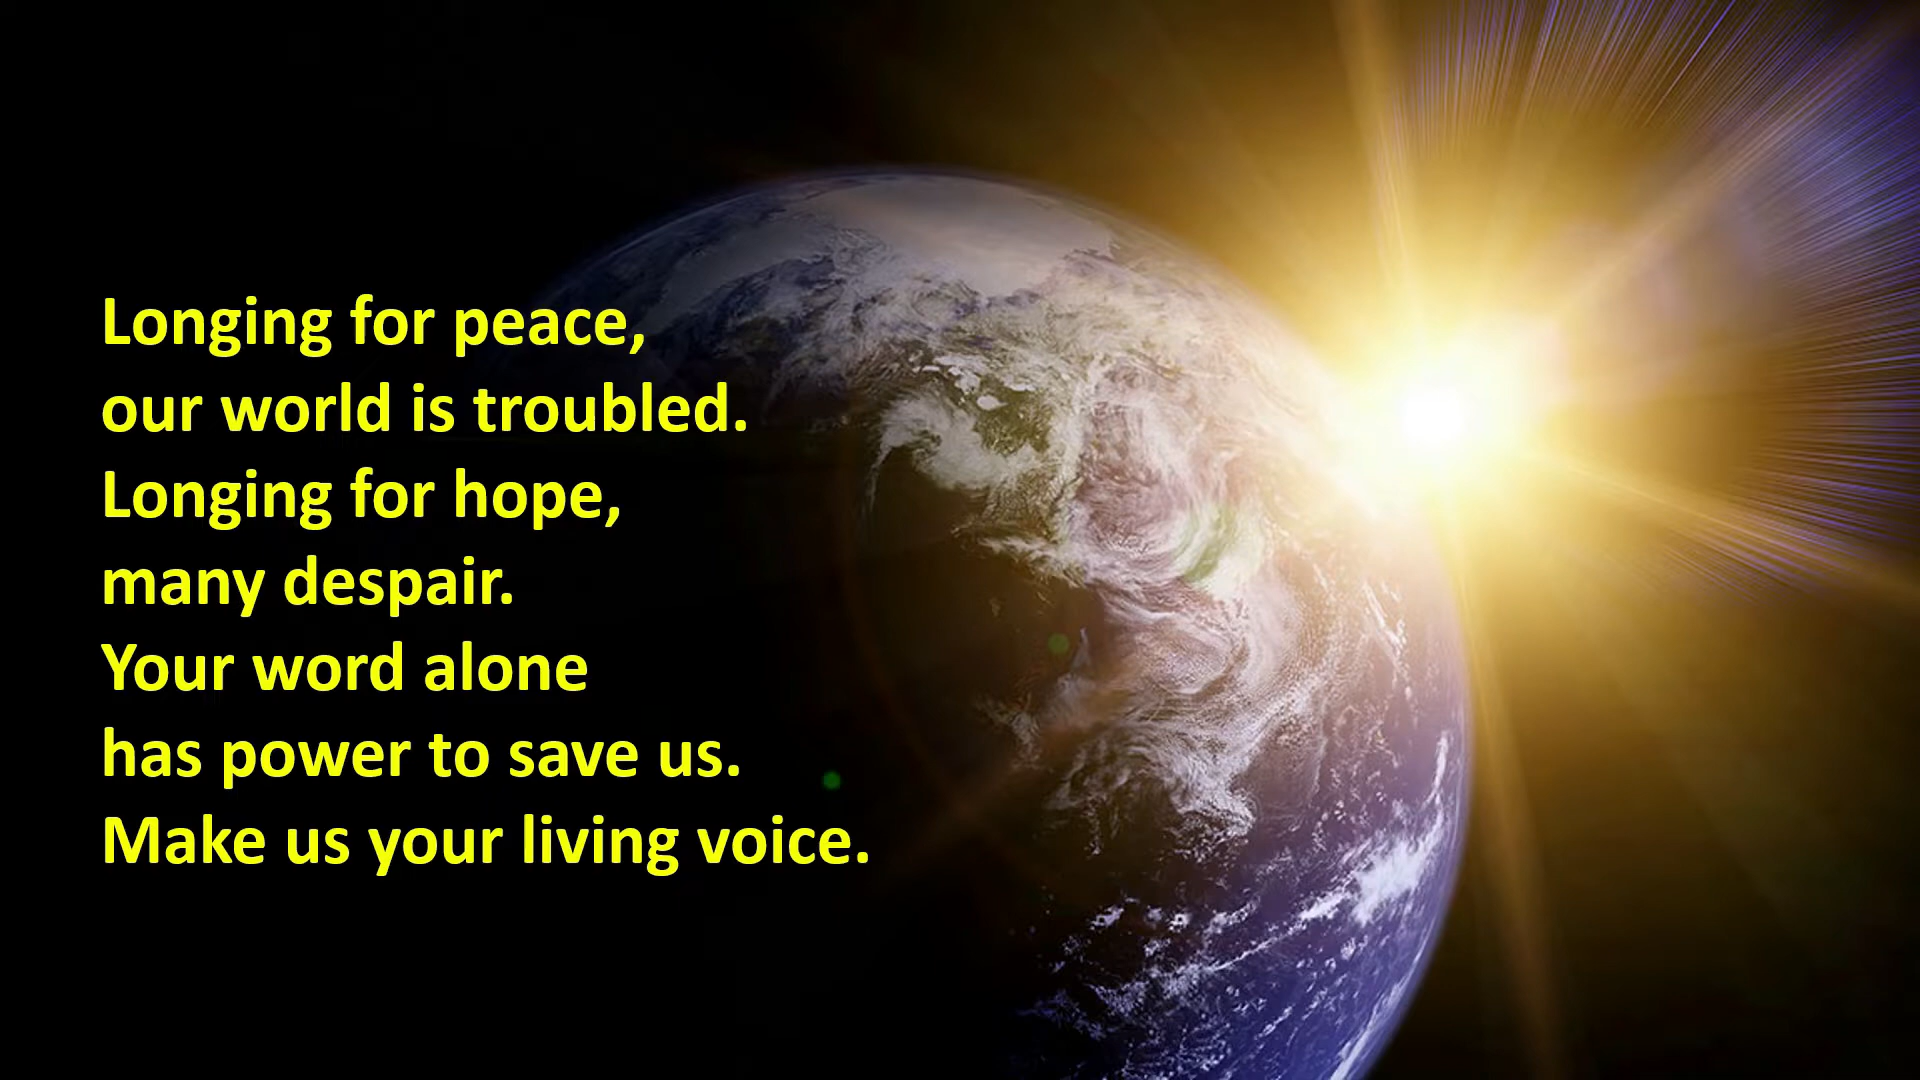 Longing for peace,
our world is troubled.
Longing for hope,
many despair.
Your word alone
has power to save us.
Make us your living voice.